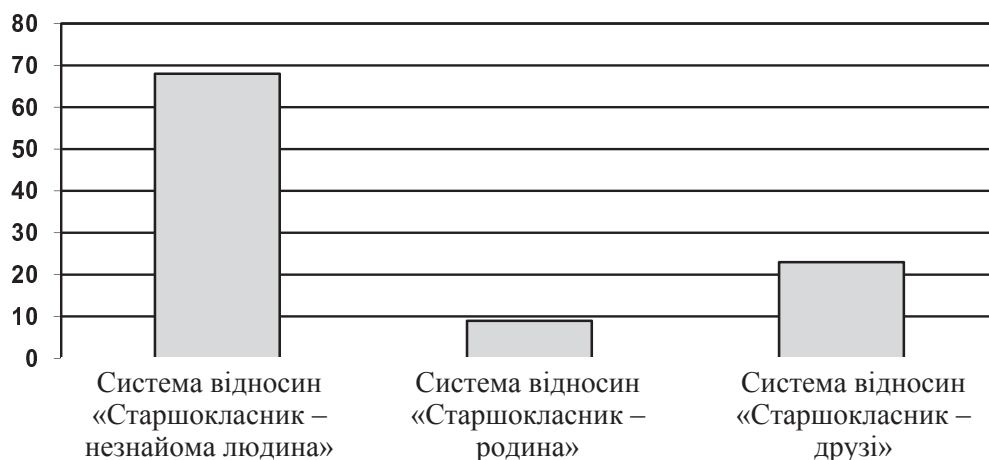 80
70
60
50
40
30
20
10
0
Система відносин
«Старшокласник –
незнайома людина»
Система відносин
«Старшокласник –
родина»
Система відносин
«Старшокласник –
друзі»